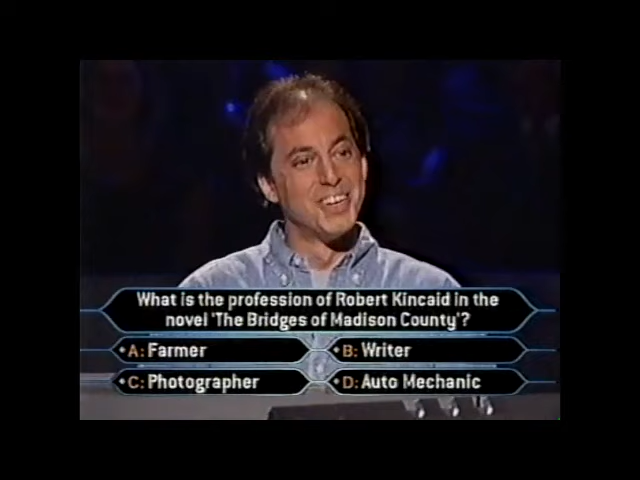 What is the profession of Robert Kincaid in the
novel 'The Bridges of Madison County'?
A: Farmer
B: Writer
C: Photographer
D: Auto Mechanic